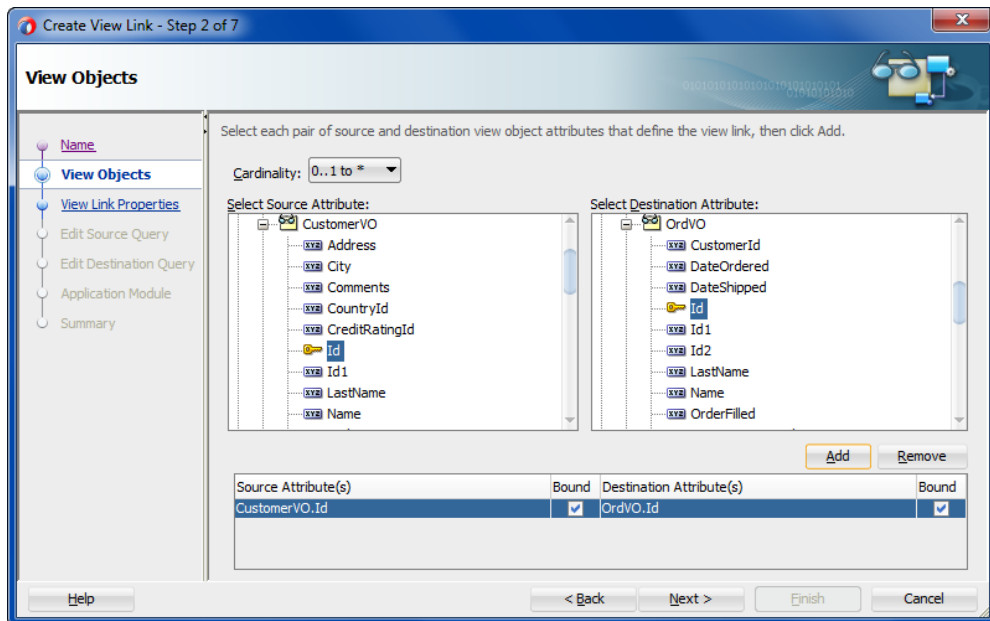 Create View Link - Step 2 of 7
View Objects
Name
View Objects
View Link Properties
Edit Source Query
Edit Destination Query
Application Module
Summary
Select each pair of source and destination view object attributes that define the view link, then click Add.
Cardinality: 0..1 to *
Select Source Attribute:
CustomerVO
Address
City
Comments
CountryId
CreditRatingId
Id
Id1
LastName
Name
Select Destination Attribute:
OrdVO
CustomerId
DateOrdered
DateShipped
Id
Id1
Id2
LastName
Name
OrderFilled
Add Remove
Source Attribute(s) Bound Destination Attribute(s) Bound
CustomerVO.Id OrdVO.Id
Help < Back Next > Finish Cancel